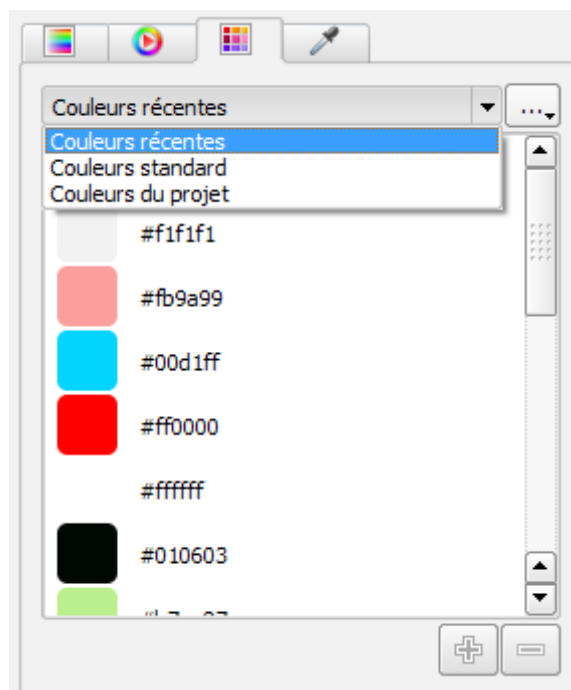 Couleurs récentes
...
Couleurs récentes
Couleurs standard
Couleurs du projet
#f1f1f1
#fb9a99
#00d1ff
#ff0000
#ffffff
#010603